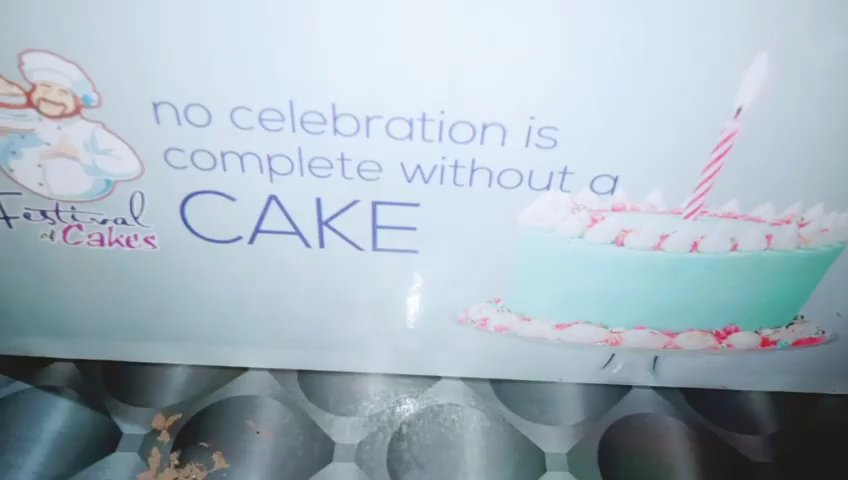 no celebration is
complete without a
CAKE
Festival
of Cakes